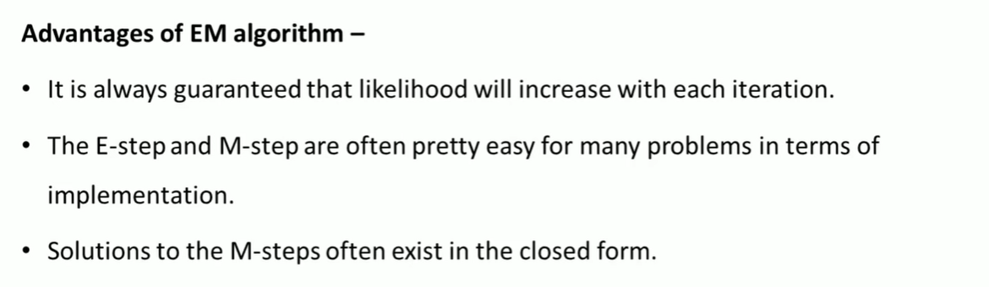 Advantages of EM algorithm –
• It is always guaranteed that likelihood will increase with each iteration.
• The E-step and M-step are often pretty easy for many problems in terms of
implementation.
• Solutions to the M-steps often exist in the closed form.